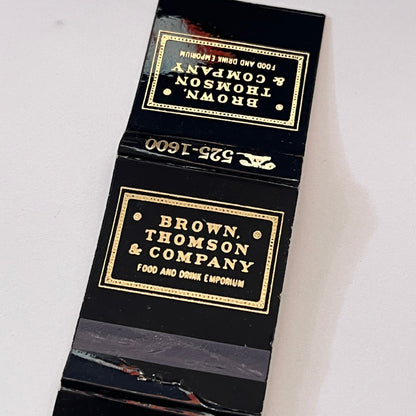 BROWN,
THOMSON
& COMPANY
FOOD AND DRINK EMPORIUM
525-1600
BROWN,
THOMSON
& COMPANY
FOOD AND DRINK EMPORIUM